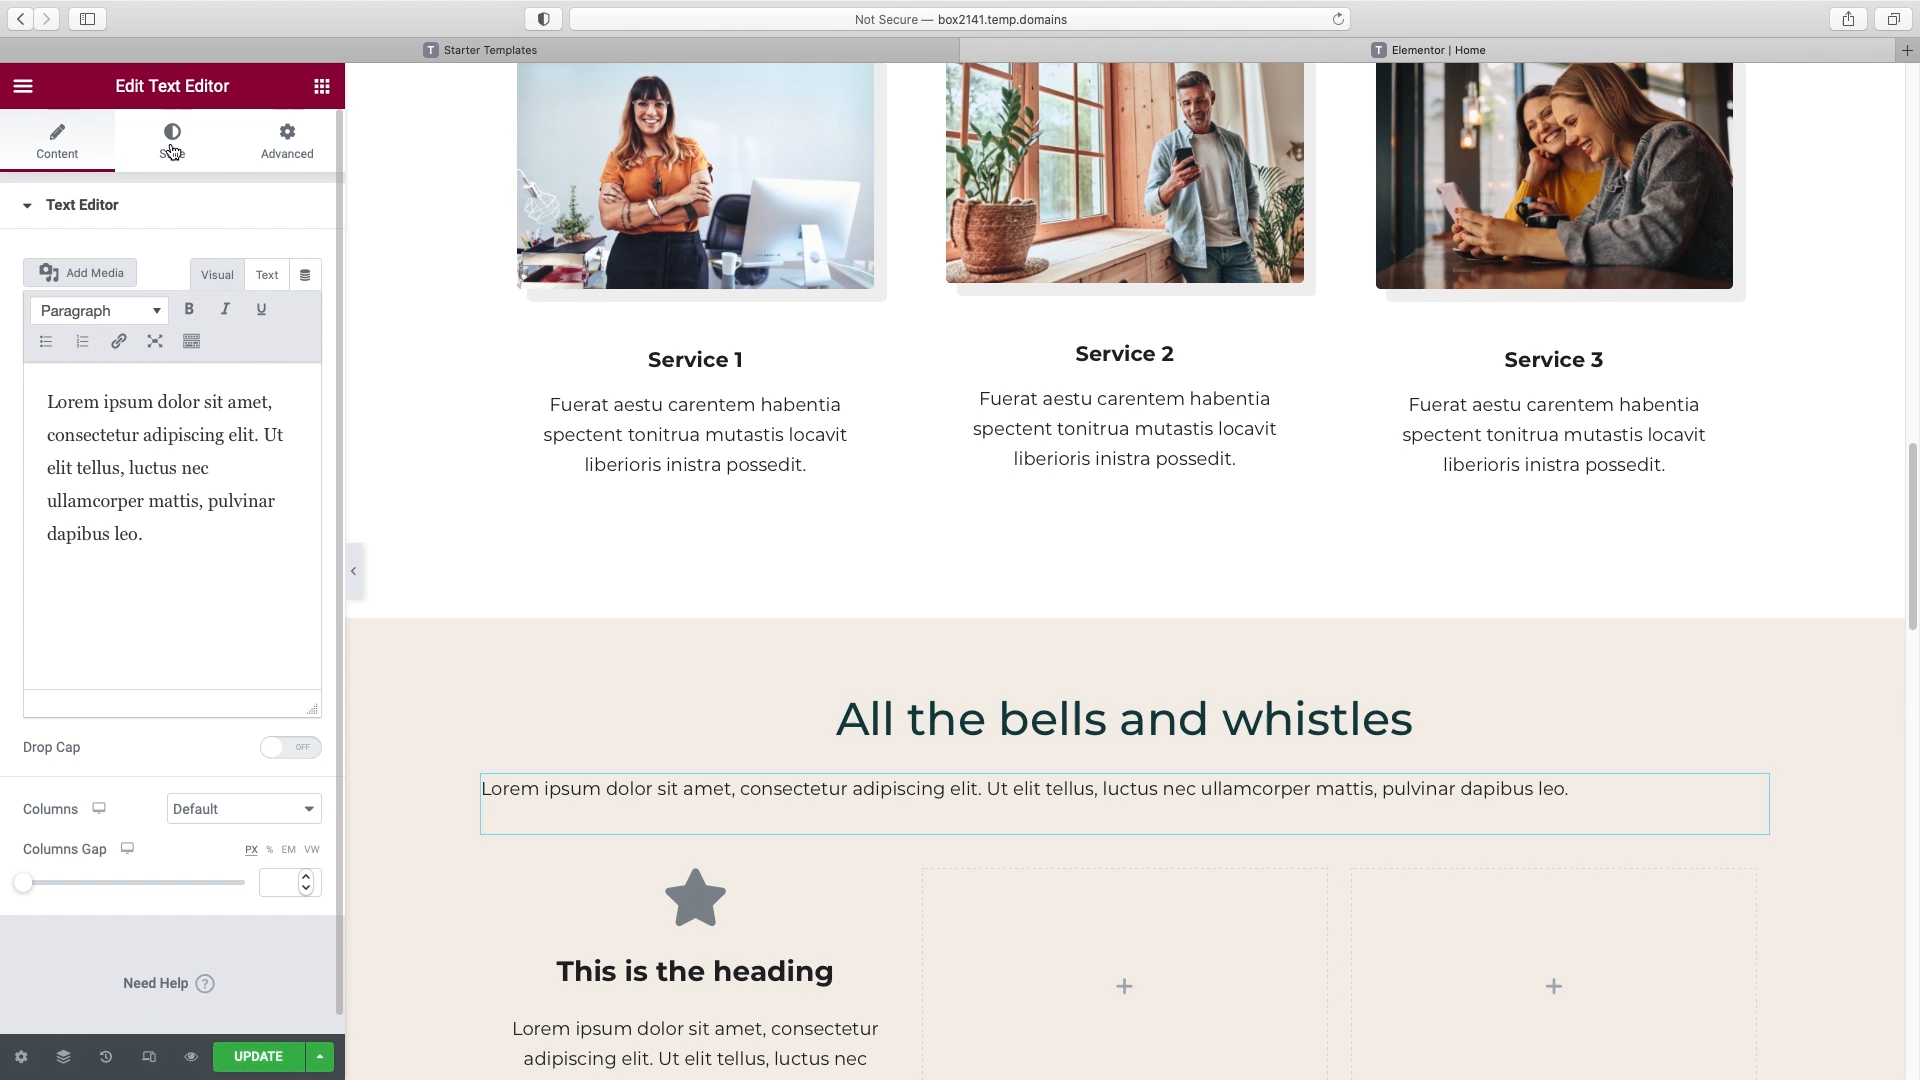 Not Secure — box2141.temp.domains
T Starter Templates
T Elementor | Home
Edit Text Editor
Content
Advanced
Text Editor
Add Media
Visual
Text
Paragraph
B I U
Lorem ipsum dolor sit amet,
consectetur adipiscing elit. Ut
elit tellus, luctus nec
ullamcorper mattis, pulvinar
dapibus leo.
Drop Cap
OFF
Columns
Default
Columns Gap
PX % EM VW
Need Help ?
UPDATE
Service 1
Fuerat aestu carentem habentia
spectent tonitrua mutastis locavit
liberioris inistra possedit.
Service 2
Fuerat aestu carentem habentia
spectent tonitrua mutastis locavit
liberioris inistra possedit.
Service 3
Fuerat aestu carentem habentia
spectent tonitrua mutastis locavit
liberioris inistra possedit.
All the bells and whistles
Lorem ipsum dolor sit amet, consectetur adipiscing elit. Ut elit tellus, luctus nec ullamcorper mattis, pulvinar dapibus leo.
This is the heading
Lorem ipsum dolor sit amet, consectetur
adipiscing elit. Ut elit tellus, luctus nec